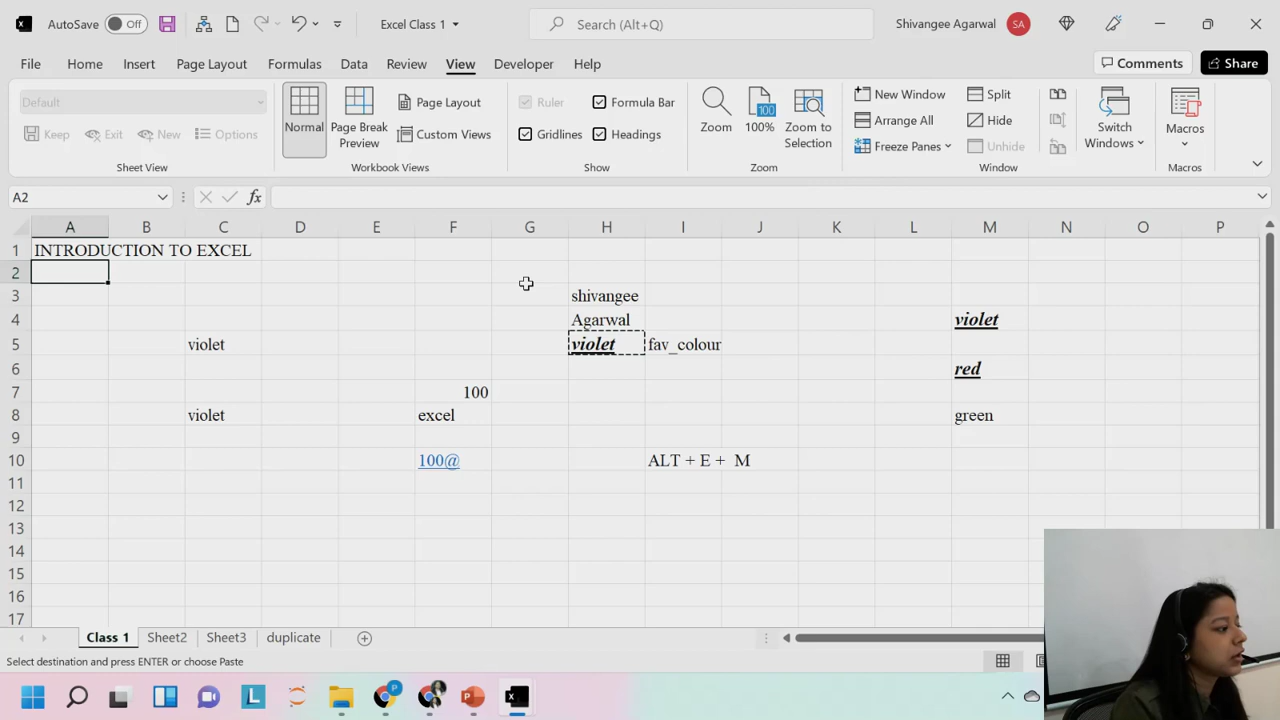 AutoSave Off Excel Class 1 Search (Alt+Q) Shivangee Agarwal SA
File Home Insert Page Layout Formulas Data Review View Developer Help Comments Share
Default
Keep Exit New Options
Sheet View
Normal
Page Break Preview
Page Layout
Custom Views
Workbook Views
Ruler Formula Bar
Gridlines Headings
Show
Zoom
100 100%
Zoom to Selection
Zoom
New Window
Arrange All
Freeze Panes
Split
Hide
Unhide
Switch Windows
Window
Macros
Macros
A2 fx
A B C D E F G H I J K L M N O P
1 INTRODUCTION TO EXCEL
2
3 shivangee
4 Agarwal violet
5 violet violet fav_colour
6 red
7 100
8 violet excel green
9
10 100@ ALT + E + M
11
12
13
14
15
16
17
Class 1 Sheet2 Sheet3 duplicate
Select destination and press ENTER or choose Paste
L P